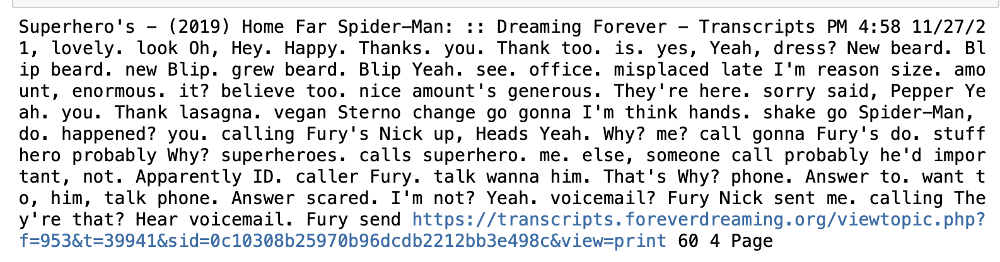 Superhero's - (2019) Home Far Spider-Man: :: Dreaming Forever - Transcripts PM 4:58 11/27/2
1, lovely. look Oh, Hey. Happy. Thanks. you. Thank too. is. yes, Yeah, dress? New beard. Bl
ip beard. new Blip. grew beard. Blip Yeah. see. office. misplaced late I'm reason size. amo
unt, enormous. it? believe too. nice amount's generous. They're here. sorry said, Pepper Ye
ah. you. Thank lasagna. vegan Sterno change go gonna I'm think hands. shake go Spider-Man,
do. happened? you. calling Fury's Nick up, Heads Yeah. Why? me? call gonna Fury's do. stuff
hero probably Why? superheroes. calls superhero. me. else, someone call probably he'd impor
tant, not. Apparently ID. caller Fury. talk wanna him. That's Why? phone. Answer to. want t
o, him, talk phone. Answer scared. I'm not? Yeah. voicemail? Fury Nick sent me. calling The
y're that? Hear voicemail. Fury send https://transcripts.foreverdreaming.org/viewtopic.php?
f=953&t=39941&sid=0c10308b25970b96dcdb2212bb3e498c&view=print 60 4 Page